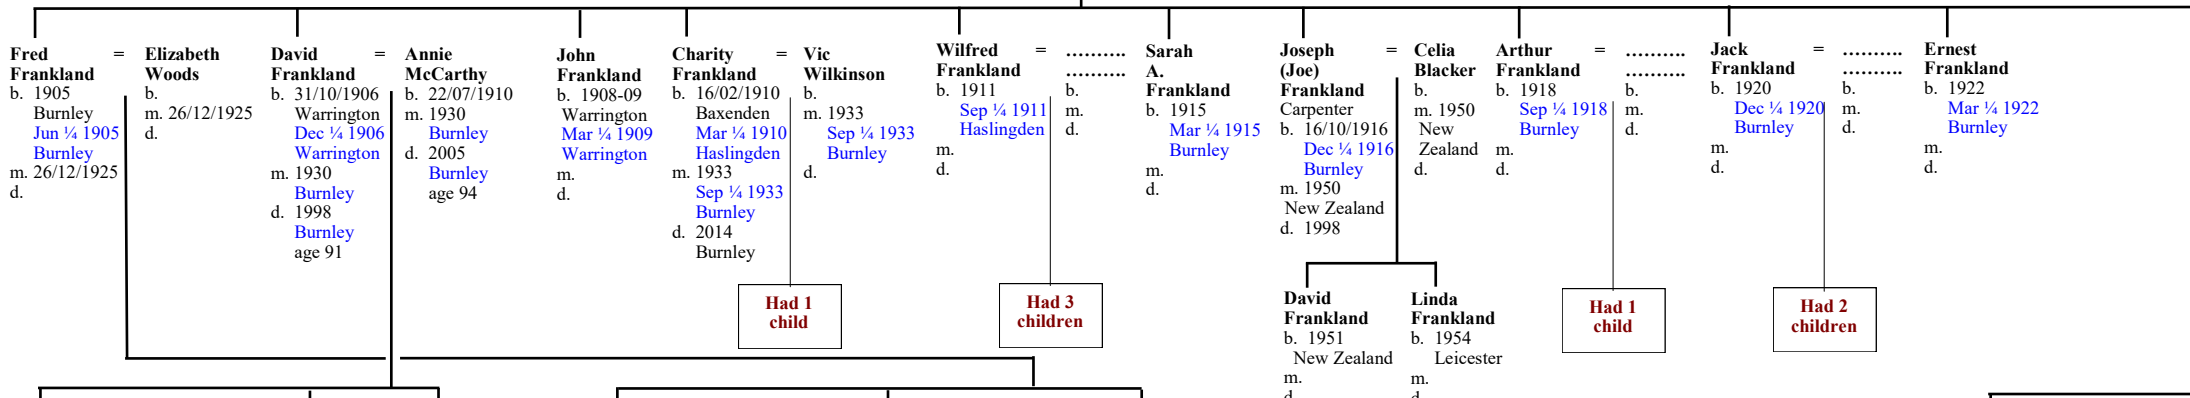 Fred =
Frankland
b. 1905
Burnley
Jun ¼ 1905
Burnley
m. 26/12/1925
d.
Elizabeth
Woods
b.
m. 26/12/1925
d.
David =
Frankland
b. 31/10/1906
Warrington
Dec ¼ 1906
Warrington
m. 1930
Burnley
d. 1998
Burnley
age 91
Annie
McCarthy
b. 22/07/1910
m. 1930
Burnley
d. 2005
Burnley
age 94
John
Frankland
b. 1908-09
Warrington
Mar ¼ 1909
Warrington
m.
d.
Charity =
Frankland
b. 16/02/1910
Baxenden
Mar ¼ 1910
Haslingden
m. 1933
Sep ¼ 1933
Burnley
d. 2014
Burnley
Vic
Wilkinson
b.
m. 1933
Sep ¼ 1933
Burnley
d.
Had 1
child
Wilfred =
Frankland
b. 1911
Sep ¼ 1911
Haslingden
m.
d.
..........
..........
b.
m.
d.
Had 3
children
Sarah
A.
Frankland
b. 1915
Mar ¼ 1915
Burnley
m.
d.
Joseph =
(Joe)
Frankland
Carpenter
b. 16/10/1916
Dec ¼ 1916
Burnley
m. 1950
New Zealand
d. 1998
Celia
Blacker
b.
m. 1950
New
Zealand
d.
David
Frankland
b. 1951
New Zealand
m.
d.
Linda
Frankland
b. 1954
Leicester
m.
d.
Arthur =
Frankland
b. 1918
Sep ¼ 1918
Burnley
m.
d.
..........
..........
b.
m.
d.
Had 1
child
Jack =
Frankland
b. 1920
Dec ¼ 1920
Burnley
m.
d.
..........
..........
b.
m.
d.
Had 2
children
Ernest
Frankland
b. 1922
Mar ¼ 1922
Burnley
m.
d.